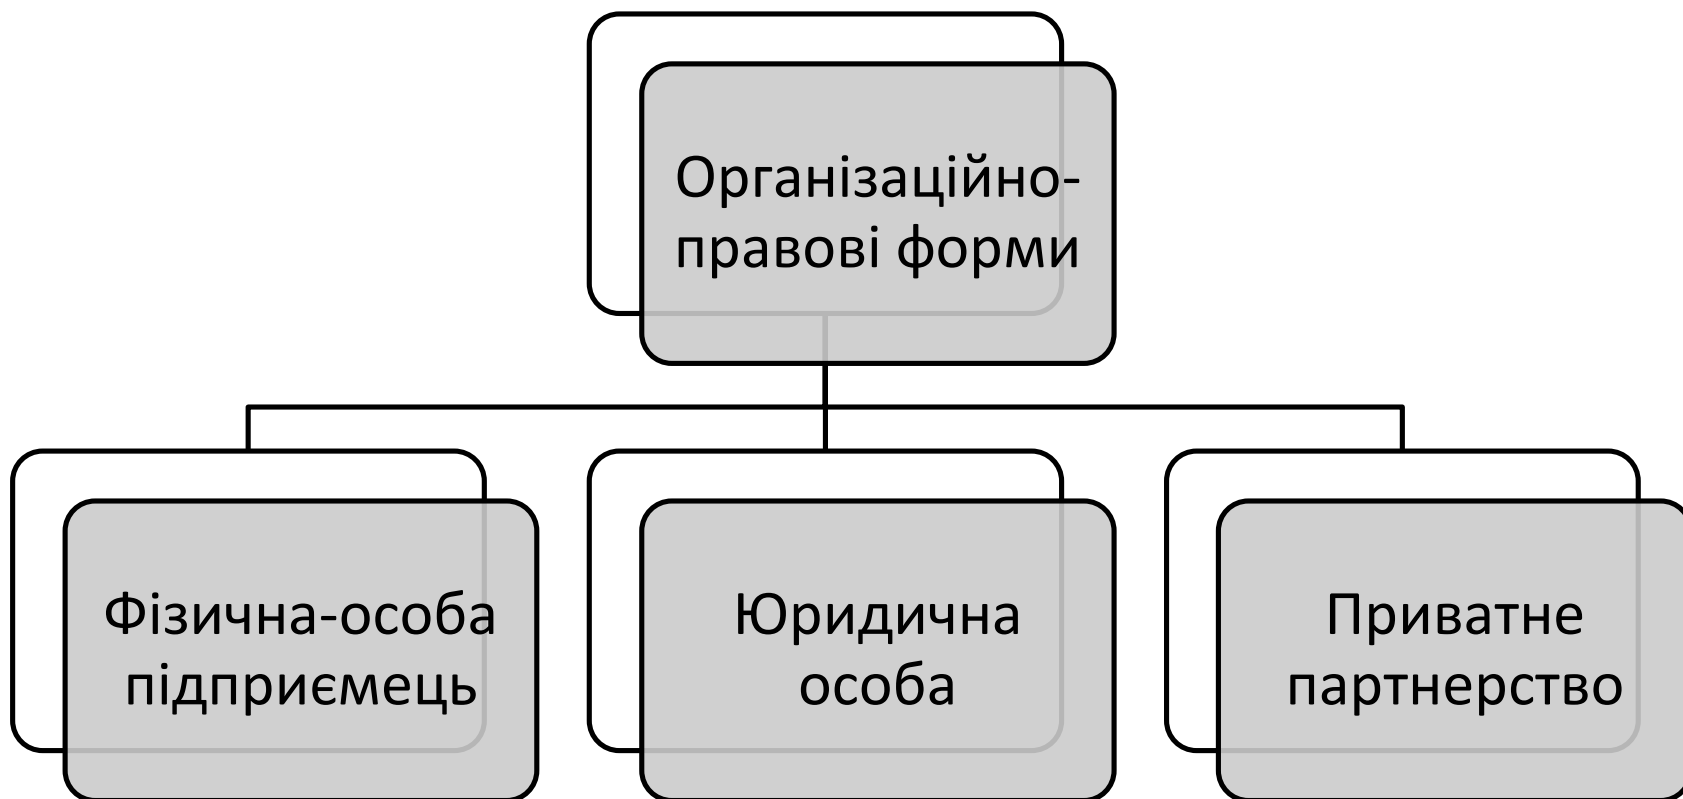 Організаційно-
правові форми
Фізична-особа
підприємець
Юридична
особа
Приватне
партнерство